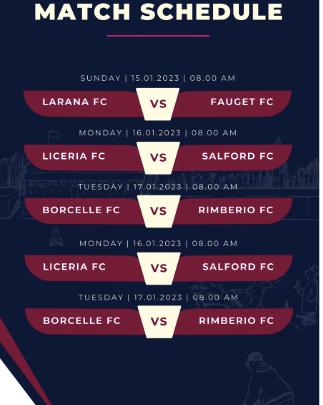 MATCH SCHEDULE
SUNDAY | 15.01.2023 | 08.00 AM
LARANA FC VS FAUGET FC
MONDAY | 16.01.2023 | 08.00 AM
LICERIA FC VS SALFORD FC
TUESDAY | 17.01.2023 | 08.00 AM
BORCELLE FC VS RIMBERIO FC
MONDAY | 16.01.2023 | 08.00 AM
LICERIA FC VS SALFORD FC
TUESDAY | 17.01.2023 | 08.00 AM
BORCELLE FC VS RIMBERIO FC